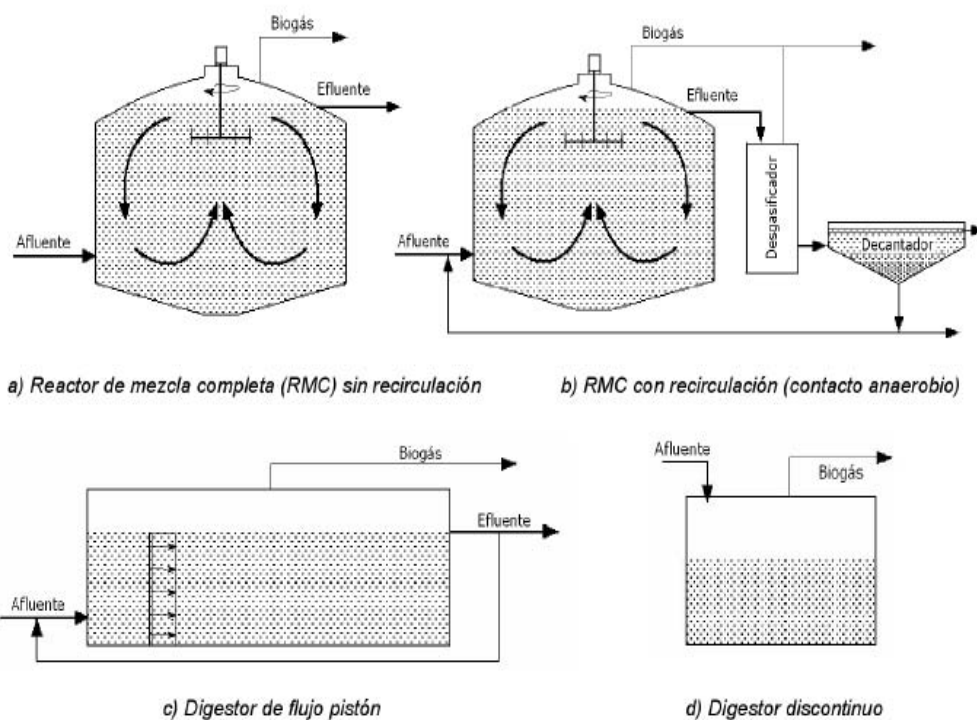 Biogás
Efluente
Afluente
Biogás
Efluente
Desgasificador
Afluente
Decantador
a) Reactor de mezcla completa (RMC) sin recirculación
b) RMC con recirculación (contacto anaerobio)
Biogás
Efluente
Afluente
Afluente
Biogás
c) Digestor de flujo pistón
d) Digestor discontinuo